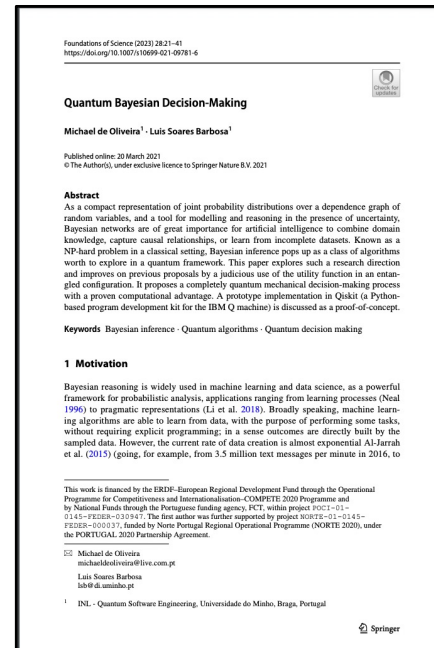 Foundations of Science (2023) 28:21–41
https://doi.org/10.1007/s10699-021-09781-6
Check for
updates
Quantum Bayesian Decision-Making
Michael de Oliveira¹ · Luis Soares Barbosa¹
Published online: 20 March 2021
© The Author(s), under exclusive licence to Springer Nature B.V. 2021
Abstract
As a compact representation of joint probability distributions over a dependence graph of
random variables, and a tool for modelling and reasoning in the presence of uncertainty,
Bayesian networks are of great importance for artificial intelligence to combine domain
knowledge, capture causal relationships, or learn from incomplete datasets. Known as a
NP-hard problem in a classical setting, Bayesian inference pops up as a class of algorithms
worth to explore in a quantum framework. This paper explores such a research direction
and improves on previous proposals by a judicious use of the utility function in an entan-
gled configuration. It proposes a completely quantum mechanical decision-making process
with a proven computational advantage. A prototype implementation in Qiskit (a Python-
based program development kit for the IBM Q machine) is discussed as a proof-of-concept.
Keywords Bayesian inference · Quantum algorithms · Quantum decision making
1 Motivation
Bayesian reasoning is widely used in machine learning and data science, as a powerful
framework for probabilistic analysis, applications ranging from learning processes (Neal
1996) to pragmatic representations (Li et al. 2018). Broadly speaking, machine learn-
ing algorithms are able to learn from data, with the purpose of performing some tasks,
without requiring explicit programming; in a sense outcomes are directly built by the
sampled data. However, the current rate of data creation is almost exponential Al-Jarrah
et al. (2015) (going, for example, from 3.5 million text messages per minute in 2016, to
This work is financed by the ERDF–European Regional Development Fund through the Operational
Programme for Competitiveness and Internationalisation–COMPETE 2020 Programme and
by National Funds through the Portuguese funding agency, FCT, within project POCI-01-
0145-FEDER-030947. The first author was further supported by project NORTE-01-0145-
FEDER-000037, funded by Norte Portugal Regional Operational Programme (NORTE 2020), under
the PORTUGAL 2020 Partnership Agreement.
✉ Michael de Oliveira
michaeldeoliveira@live.com.pt
Luis Soares Barbosa
lsb@di.uminho.pt
¹ INL - Quantum Software Engineering, Universidade do Minho, Braga, Portugal
Springer